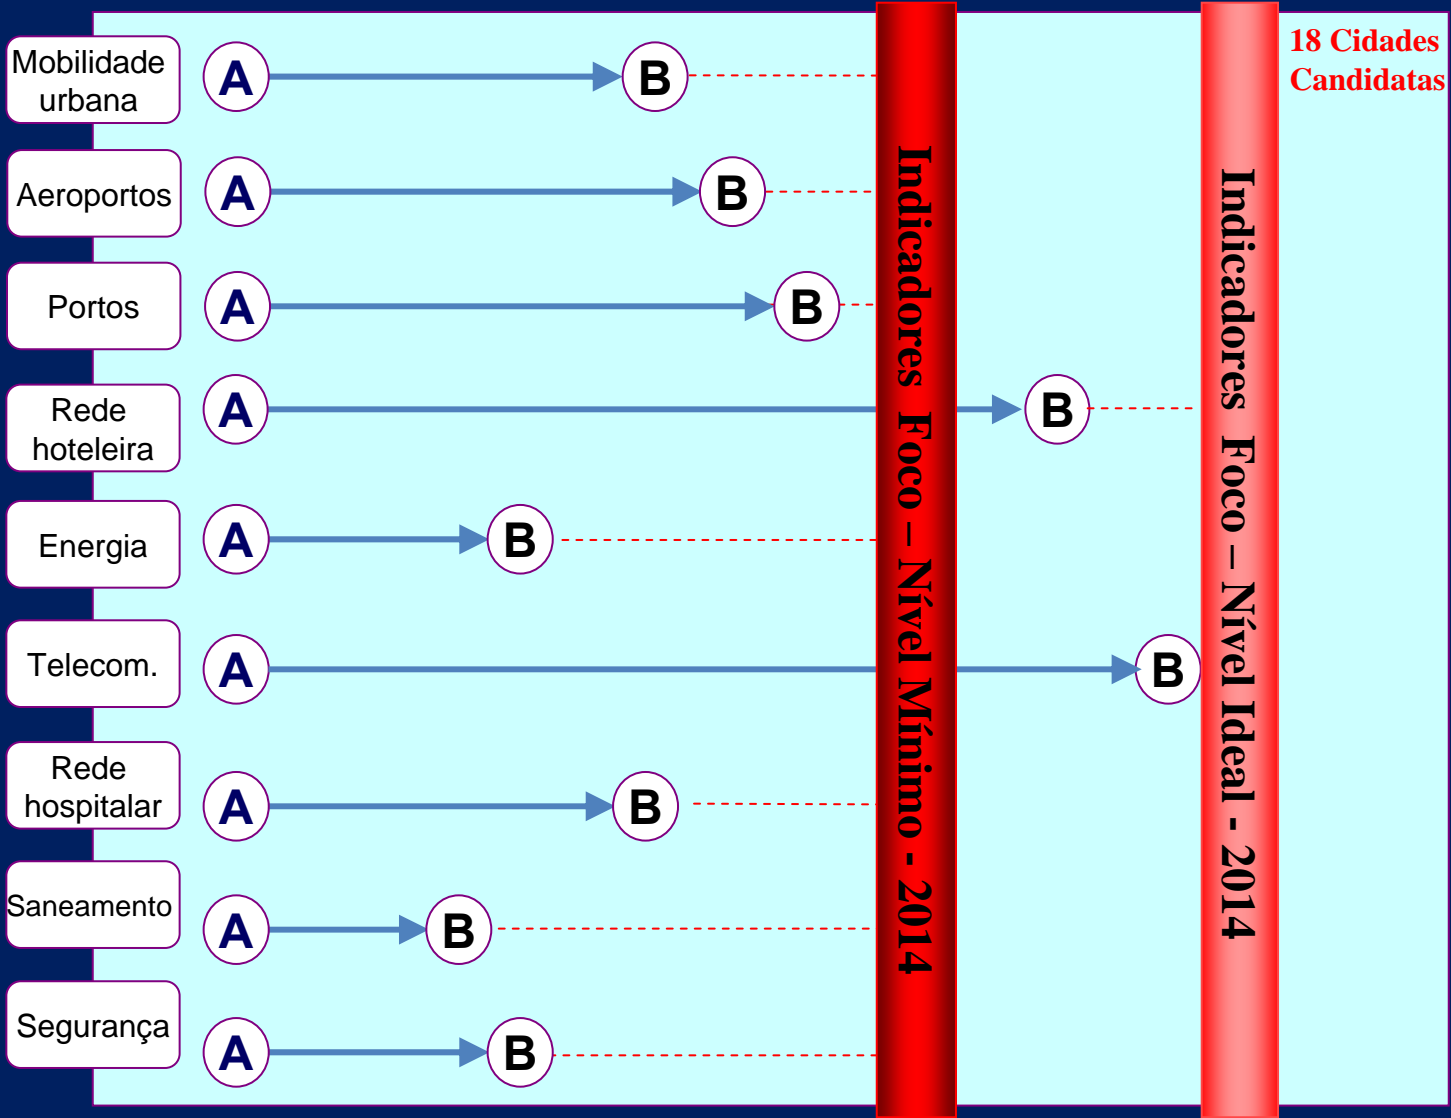 18 Cidades
Candidatas
Mobilidade
urbana
A
B
Aeroportos
A
B
Portos
A
B
Rede
hoteleira
A
B
Energia
A
B
Telecom.
A
B
Rede
hospitalar
A
B
Saneamento
A
B
Segurança
A
B
Indicadores Foco – Nível Mínimo - 2014
Indicadores Foco – Nível Ideal - 2014